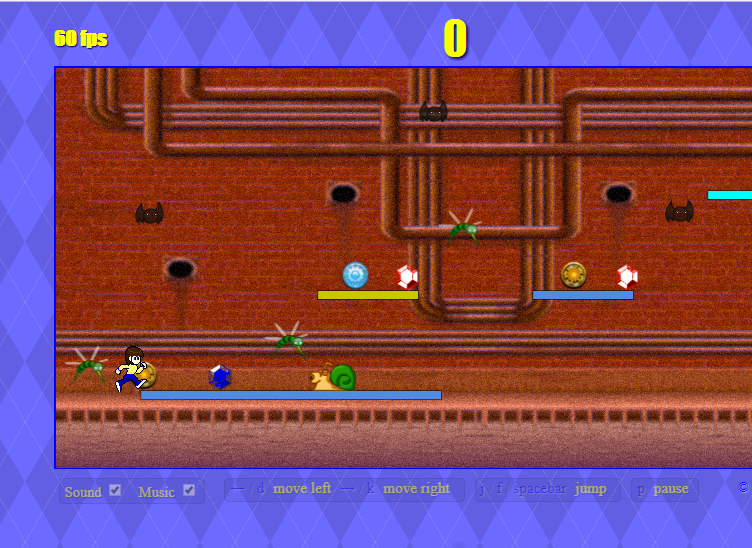 60 fps
0
Sound Music ← / d move left → / k move right j / f / spacebar jump p pause ©